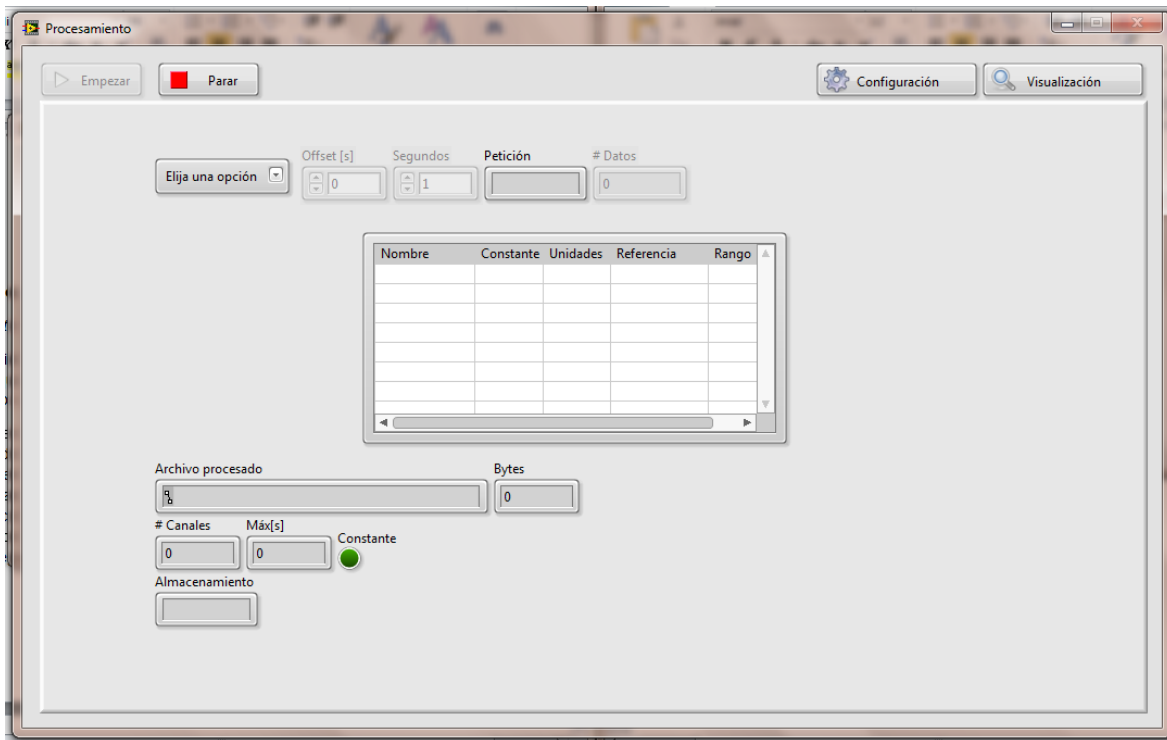 Procesamiento
Empezar Parar Configuración Visualización
Offset [s] Segundos Petición # Datos
Elija una opción 0 1 0
Nombre Constante Unidades Referencia Rango
Archivo procesado Bytes
0
# Canales Máx[s]
Constante
0 0
Almacenamiento